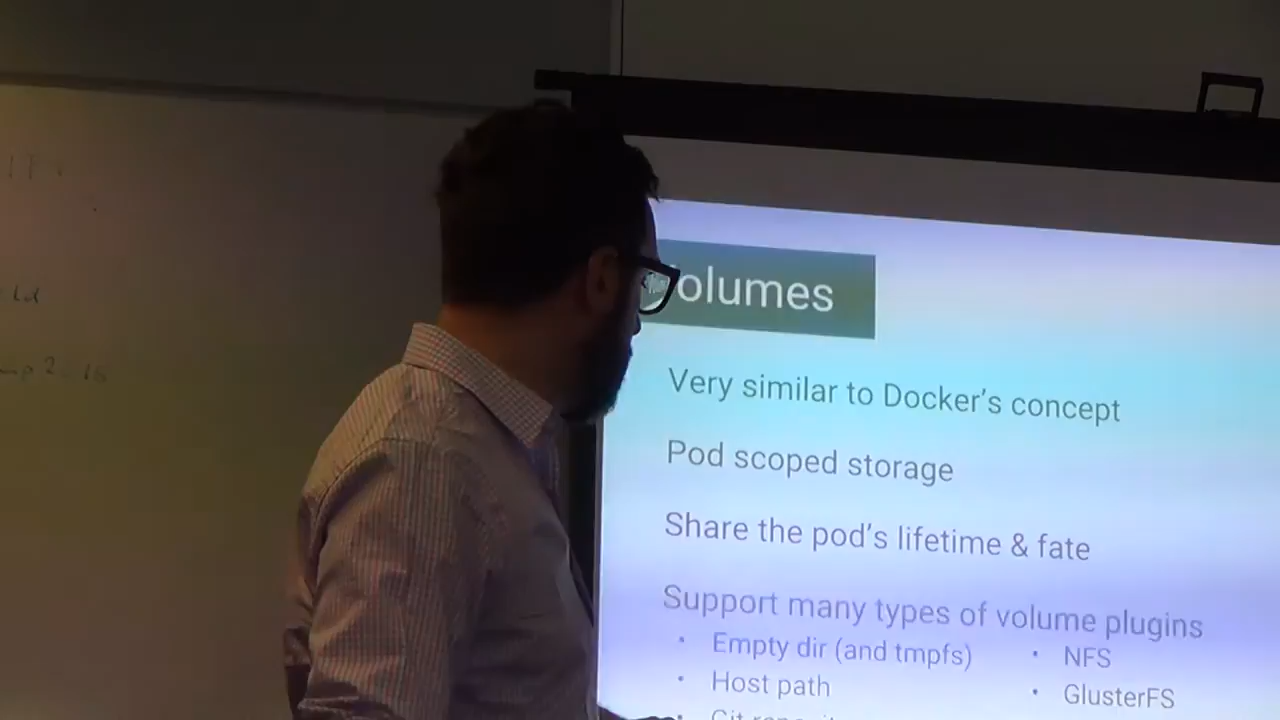 olumes
Very similar to Docker's concept
Pod scoped storage
Share the pod's lifetime & fate
Support many types of volume plugins
• Empty dir (and tmpfs)
• NFS
• Host path
• GlusterFS